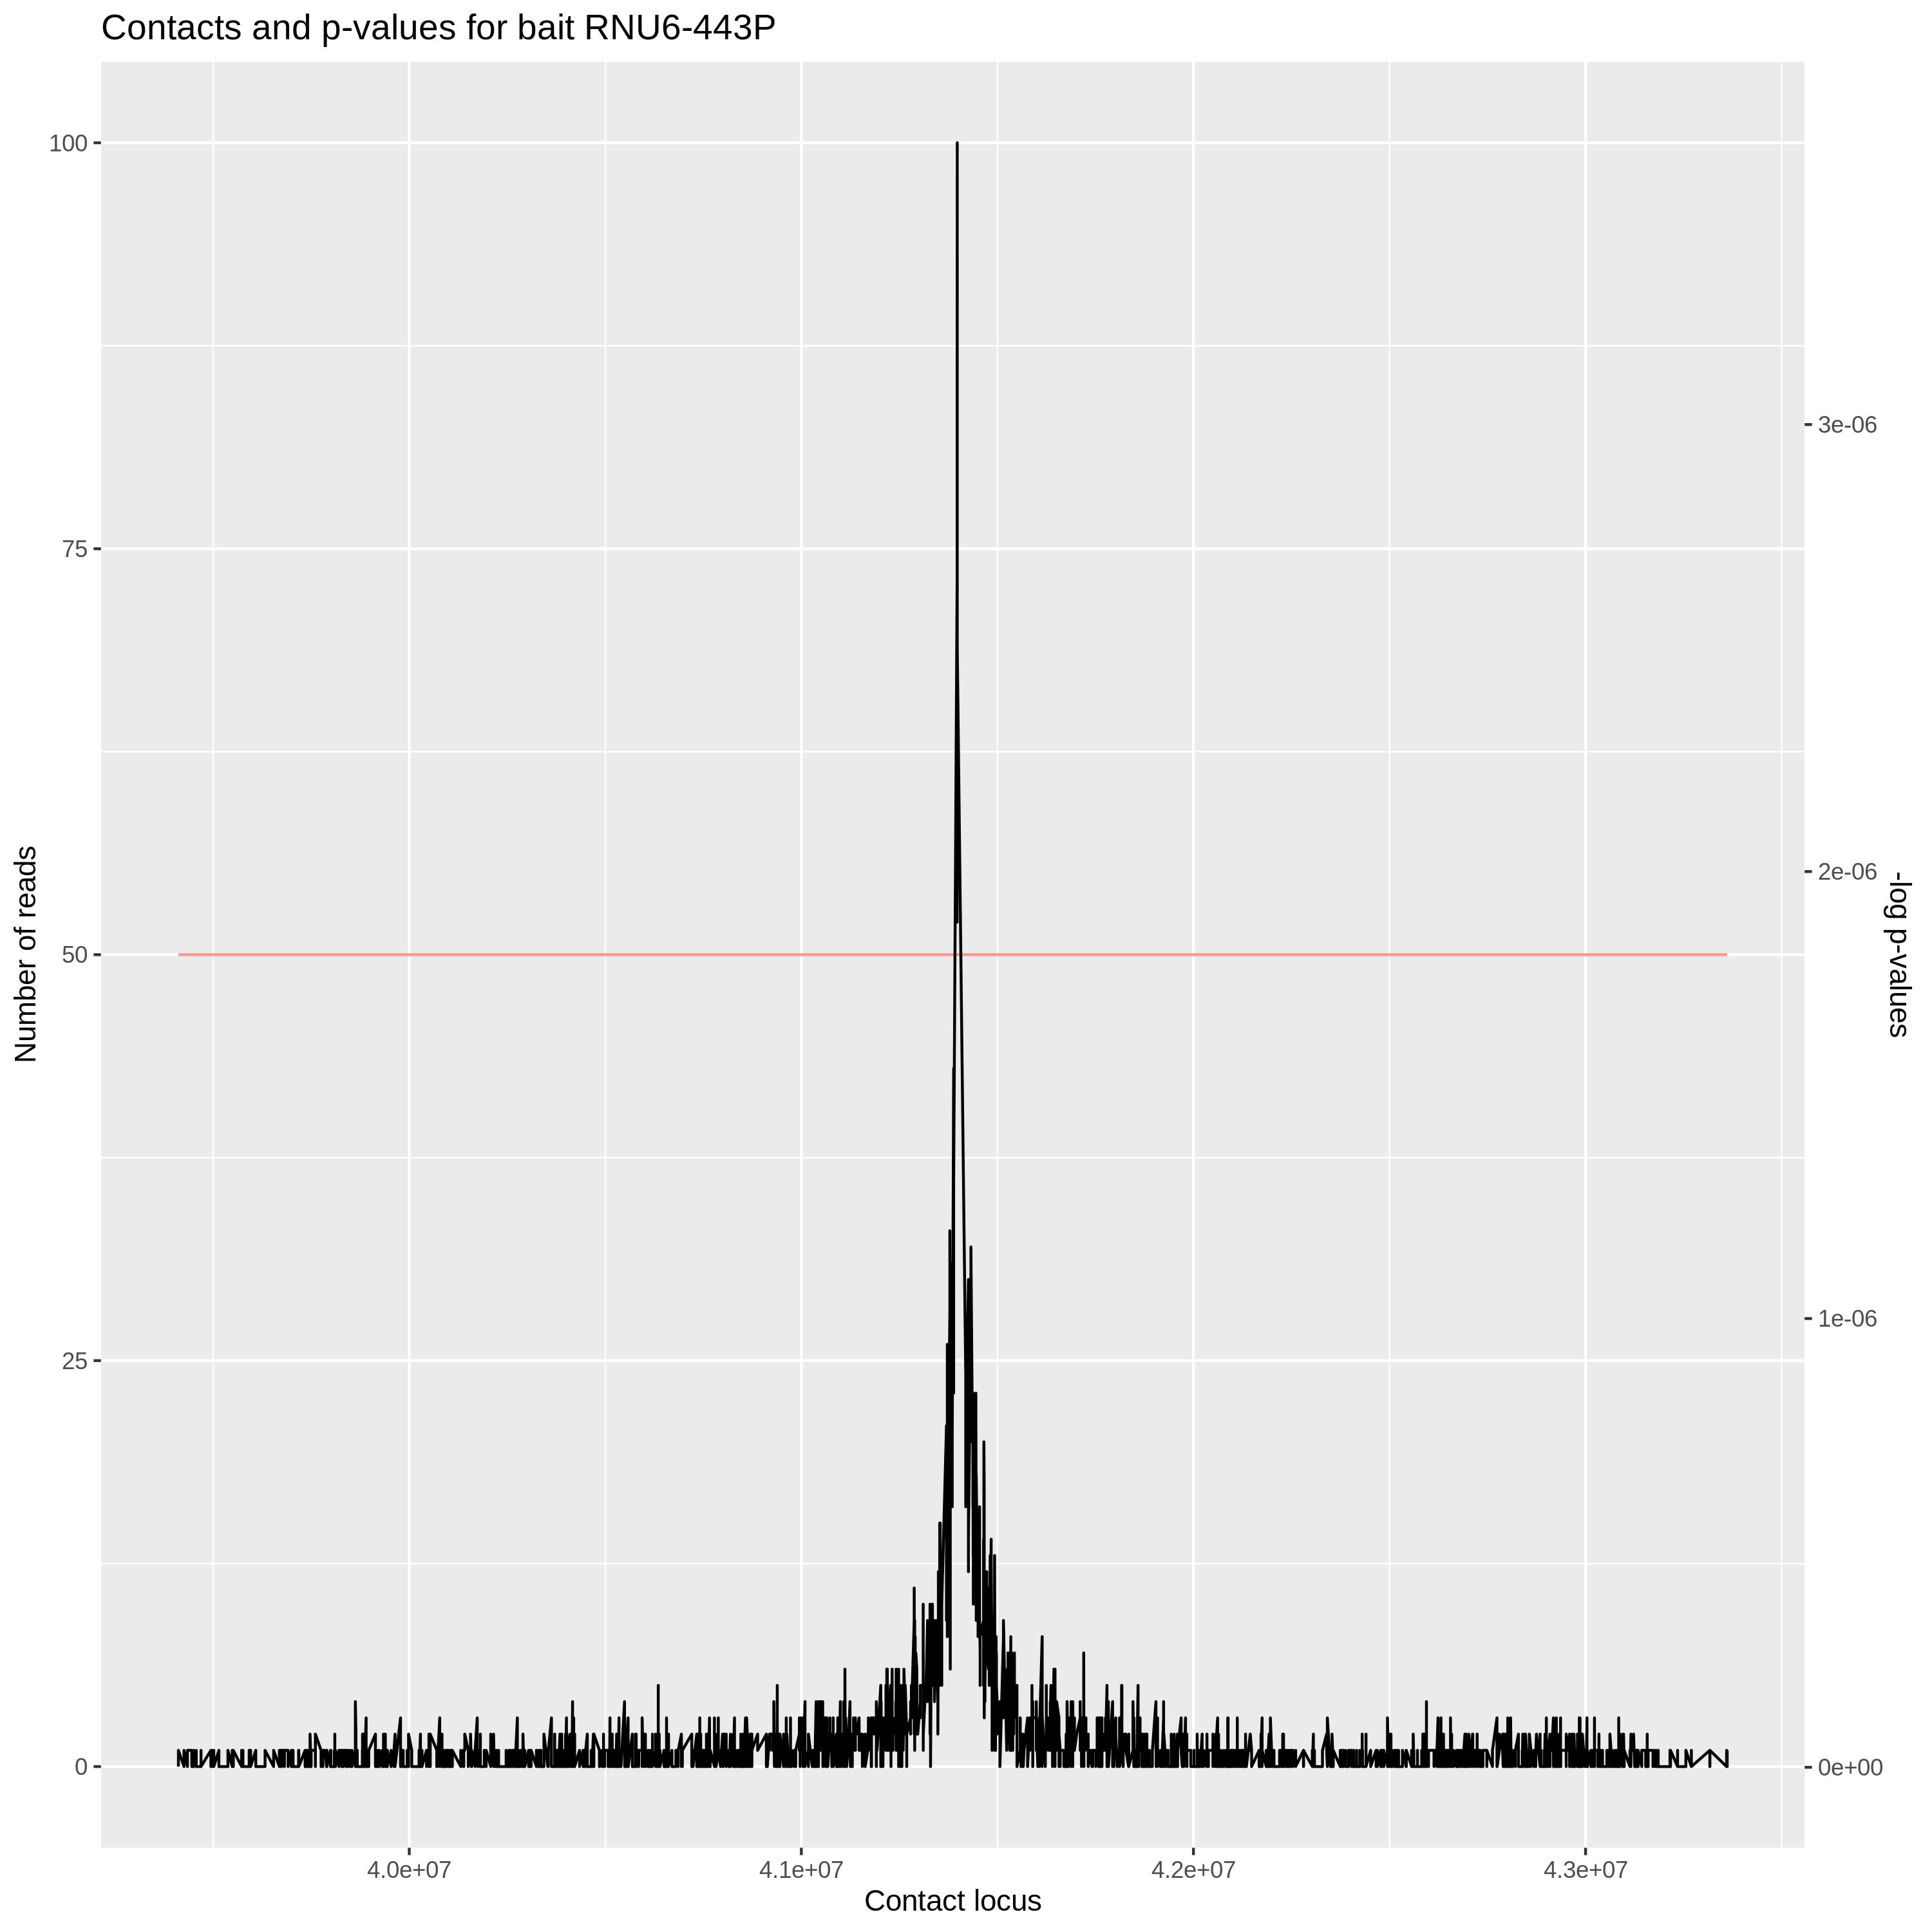 Contacts and p-values for bait RNU6-443P
100
75
50
25
0
Number of reads
3e-06
2e-06
1e-06
0e+00
-log p-values
4.0e+07
4.1e+07
4.2e+07
4.3e+07
Contact locus